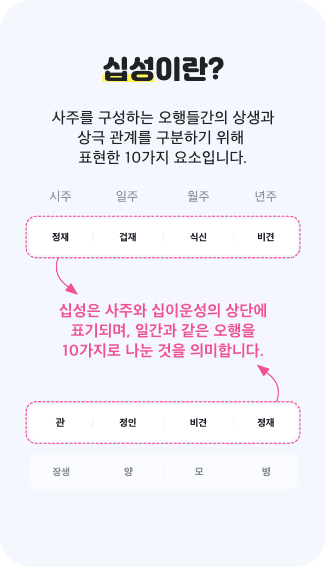 십성이란?
사주를 구성하는 오행들간의 상생과
상극 관계를 구분하기 위해
표현한 10가지 요소입니다.
시주 일주 월주 년주
정재 겁재 식신 비견
십성은 사주와 십이운성의 상단에
표기되며, 일간과 같은 오행을
10가지로 나눈 것을 의미합니다.
관 정인 비견 정재
장생 양 모 병